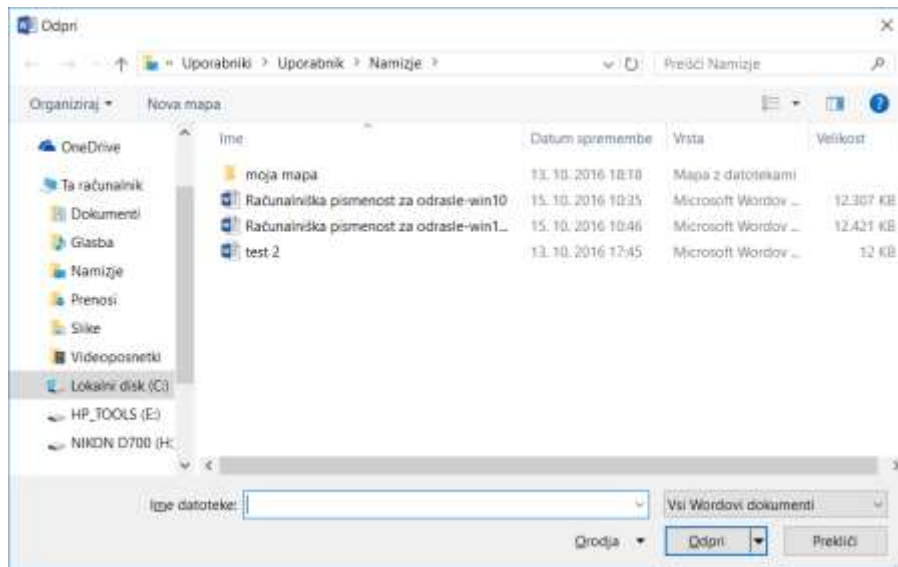 Odpri
Uporabniki > Uporabnik > Namizje >
Prešči Namizje
Organiziraj
Nova mapa
Ime
Datum spremembe
Vrsta
Velikost
OneDrive
Ta računalnik
Dokumenti
Glasba
Namizje
Prenosi
Slike
Videoposnetki
Lokalni disk (C:)
HP_TOOLS (E:)
NIKON D700 (H:
moja mapa 13. 10. 2016 18:18 Mapa z datotekami
Računalniška pismenost za odrasle-win10 15. 10. 2016 10:35 Microsoft Wordov ... 12.307 KB
Računalniška pismenost za odrasle-win1... 15. 10. 2016 10:46 Microsoft Wordov ... 12.421 KB
test 2 13. 10. 2016 17:45 Microsoft Wordov ... 12 KB
Ime datoteke:
Vsi Wordovi dokumenti
Orodja
Odpri
Prekliči